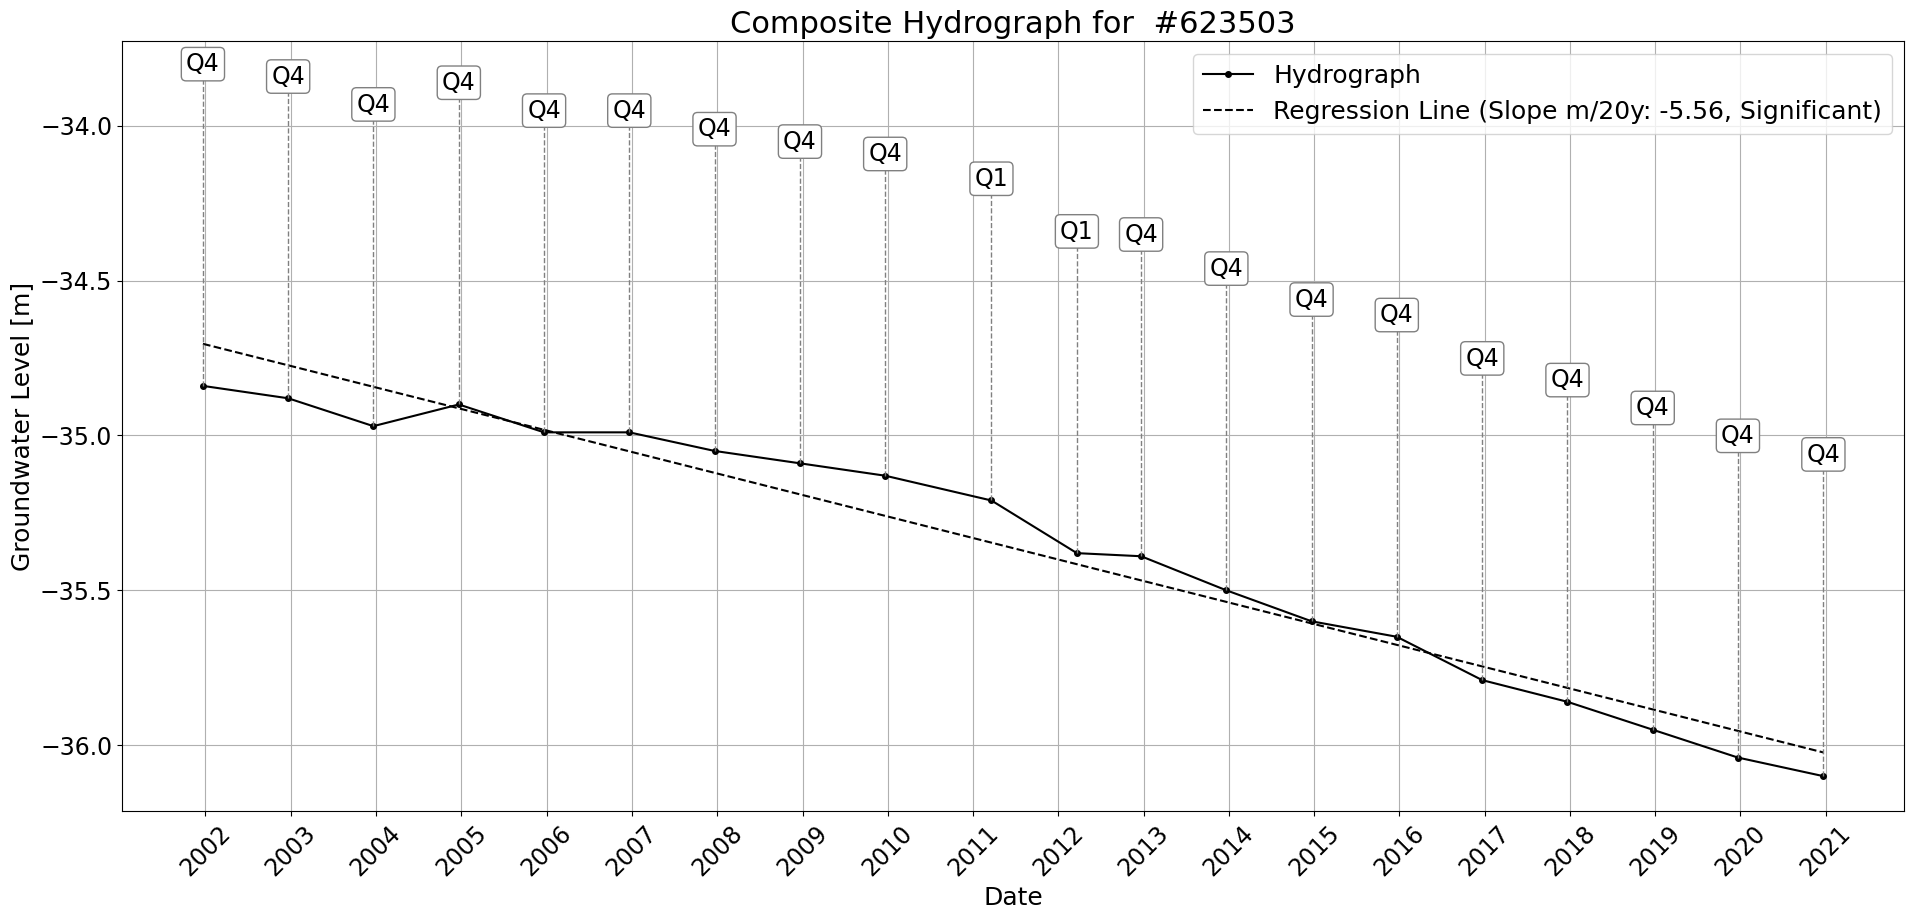 Composite Hydrograph for  #623503
Hydrograph
Regression Line (Slope m/20y: -5.56, Significant)
Q4
Q4
Q4
Q4
Q4
Q4
Q4
Q4
Q4
Q1
Q1
Q4
Q4
Q4
Q4
Q4
Q4
Q4
Q4
Q4
Groundwater Level [m]
−34.0
−34.5
−35.0
−35.5
−36.0
2002
2003
2004
2005
2006
2007
2008
2009
2010
2011
2012
2013
2014
2015
2016
2017
2018
2019
2020
2021
Date